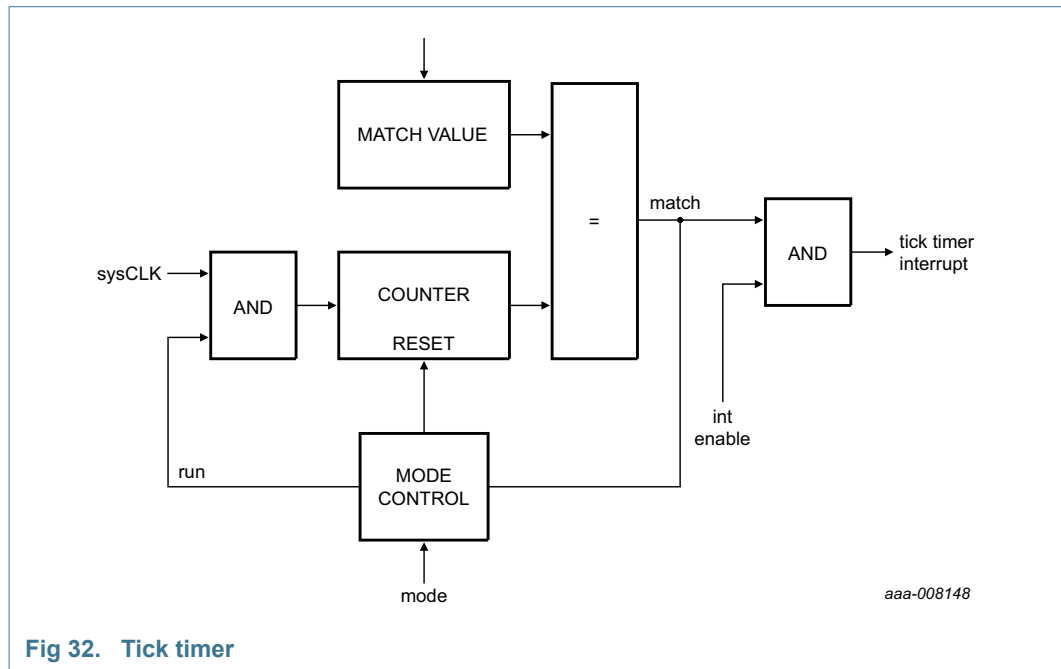 MATCH VALUE
=
match
AND
tick timer
interrupt
sysCLK
AND
COUNTER
RESET
int
enable
run
MODE
CONTROL
mode
aaa-008148
Fig 32. Tick timer